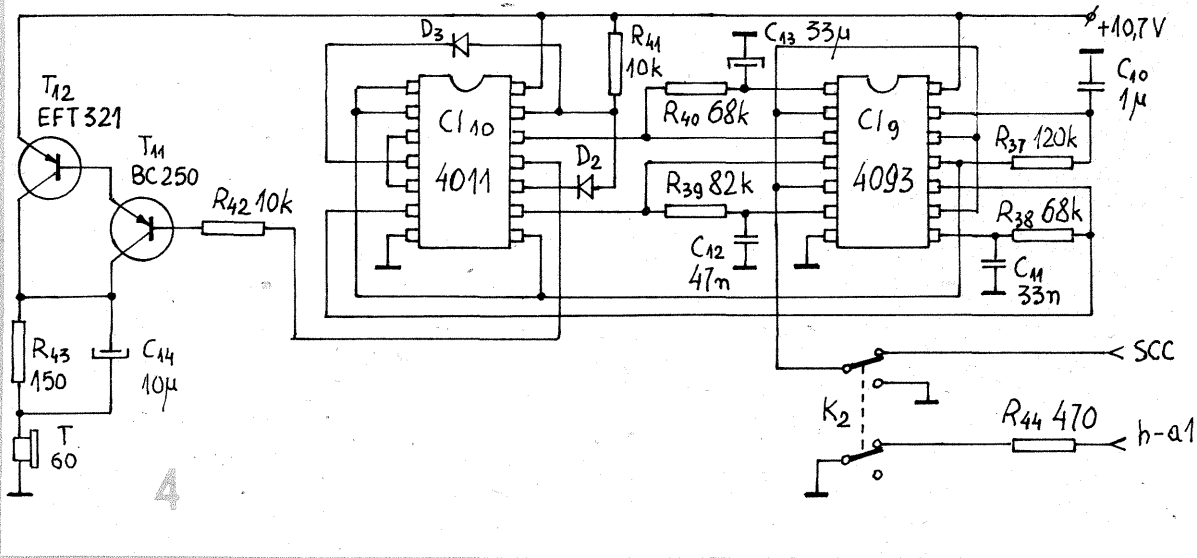 +10,7V
D3
R41
10k
C13 33µ
C10
1µ
T12
EFT321
CI10
4011
R40 68k
CI9
4093
R37 120k
T11
BC250
D2
R39 82k
R42 10k
R38 68k
C12
47n
C11
33n
R43
150
C14
10µ
SCC
K2
R44 470
h-a1
T
60
4